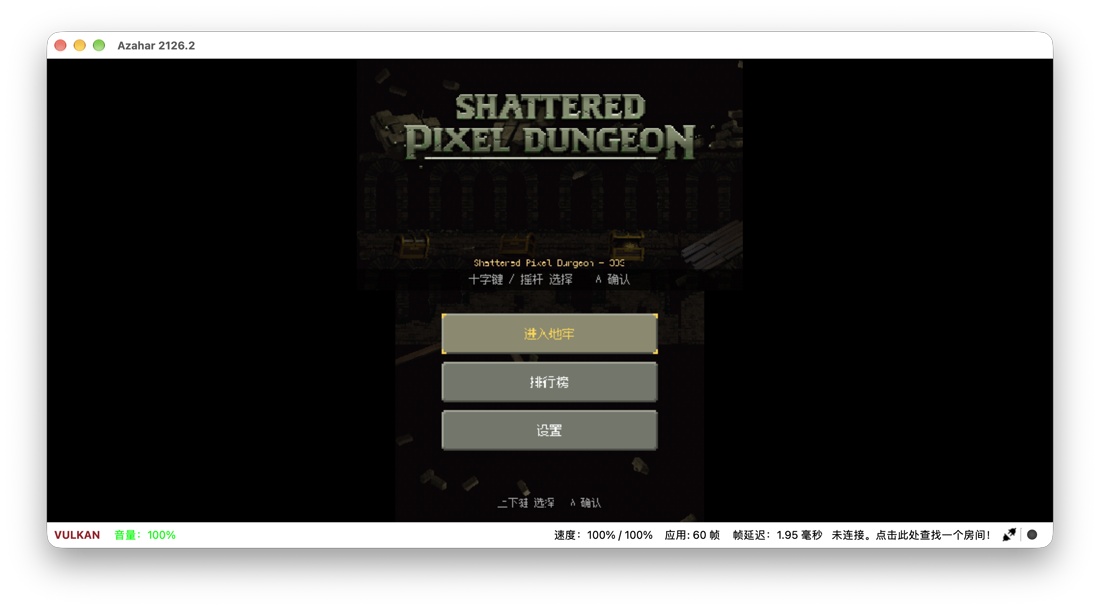 Azahar 2126.2
SHATTERED
PIXEL DUNGEON
Shattered Pixel Dungeon - 3DS
十字键 / 摇杆 选择 A 确认
进入地牢
排行榜
设置
上下键 选择 A 确认
VULKAN 音量：100% 速度：100% / 100% 应用: 60 帧 帧延迟：1.95 毫秒 未连接。点击此处查找一个房间！